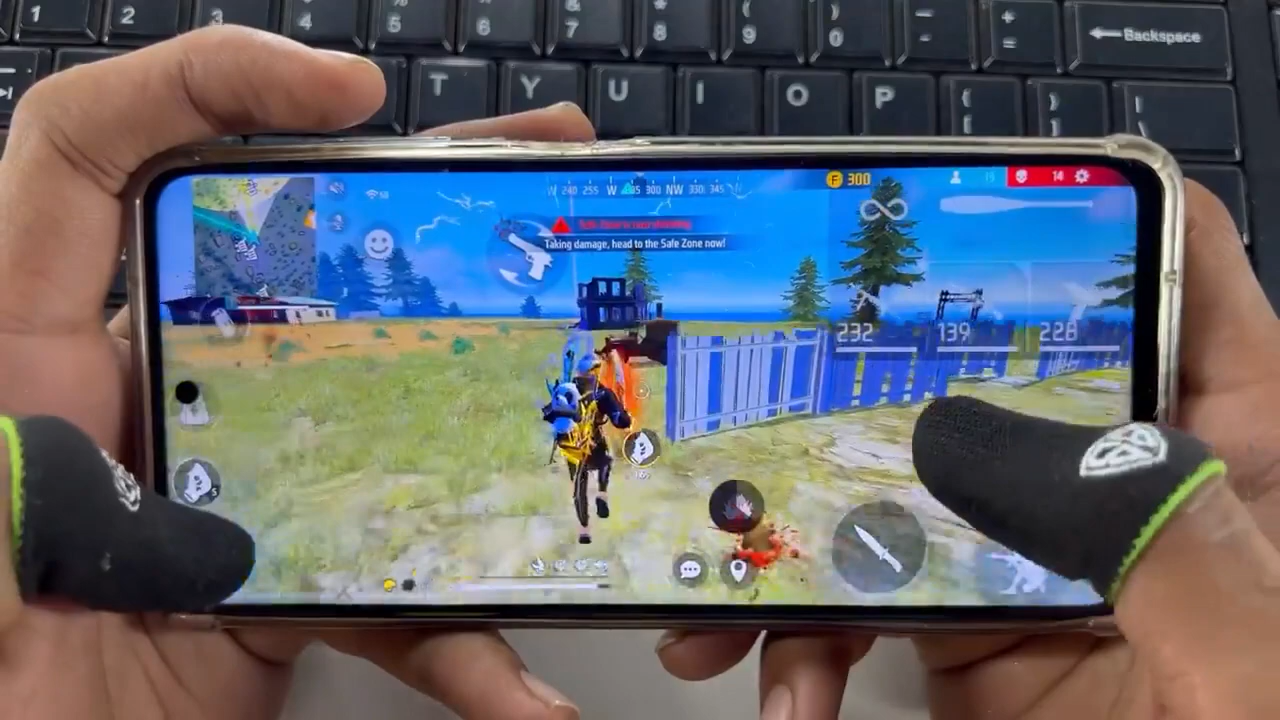 1 2 3 4 % 5 ^ 6 & 7 * 8 ( 9 ) 0 – - + = Backspace
T Y U I O P { [ } ]
W 240 255 W 300 NW 330 345
300
14
Taking damage, head to the Safe Zone now!
232 139 228
5